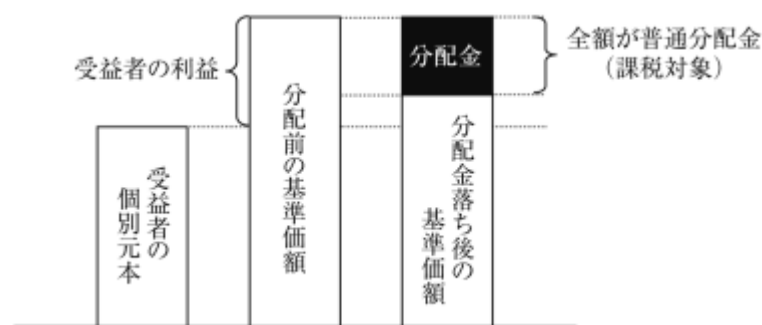 受益者の利益
分配金
全額が普通分配金
（課税対象）
受益者の
個別元本
分配前の基準価額
分配金落ち後の
基準価額